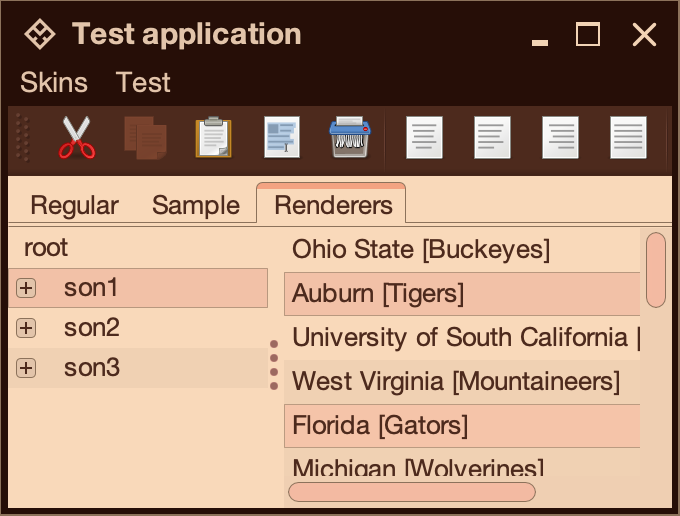 Test application
Skins Test
Regular Sample Renderers
root
son1
son2
son3
Ohio State [Buckeyes]
Auburn [Tigers]
University of South California [
West Virginia [Mountaineers]
Florida [Gators]
Michigan [Wolverines]